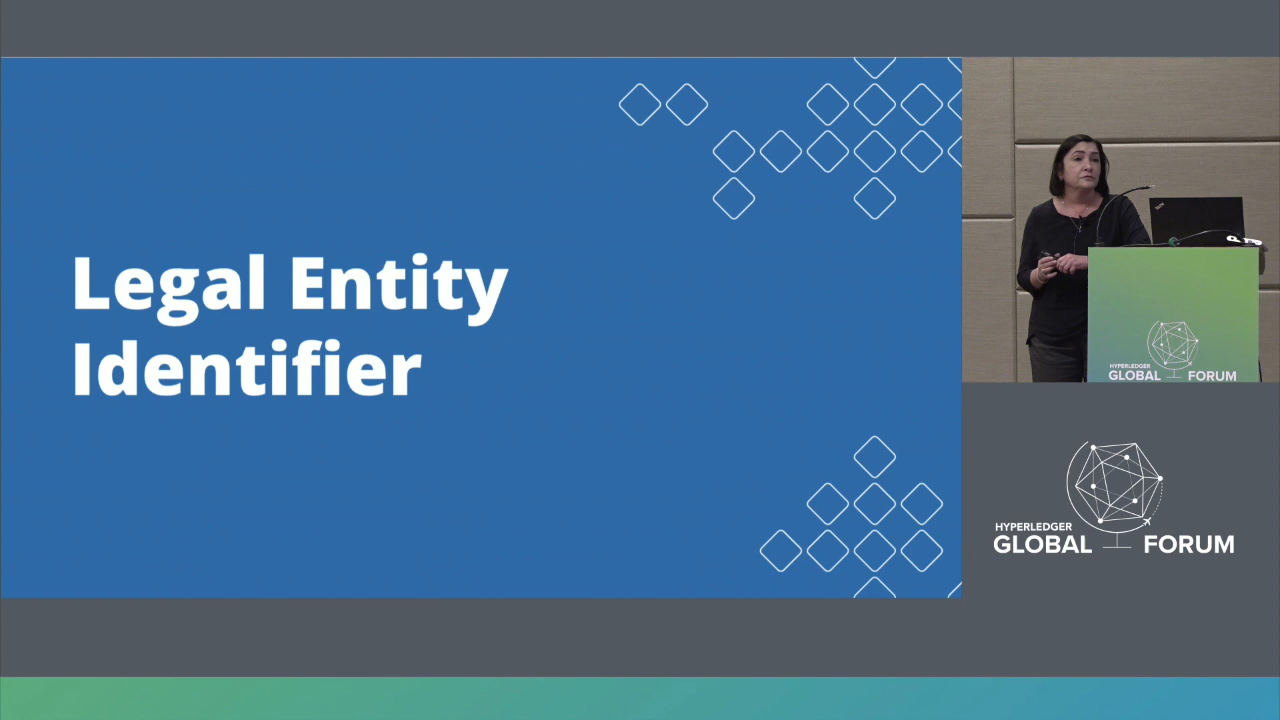 Legal Entity
Identifier
HYPERLEDGER
GLOBAL FORUM
HYPERLEDGER
GLOBAL FORUM